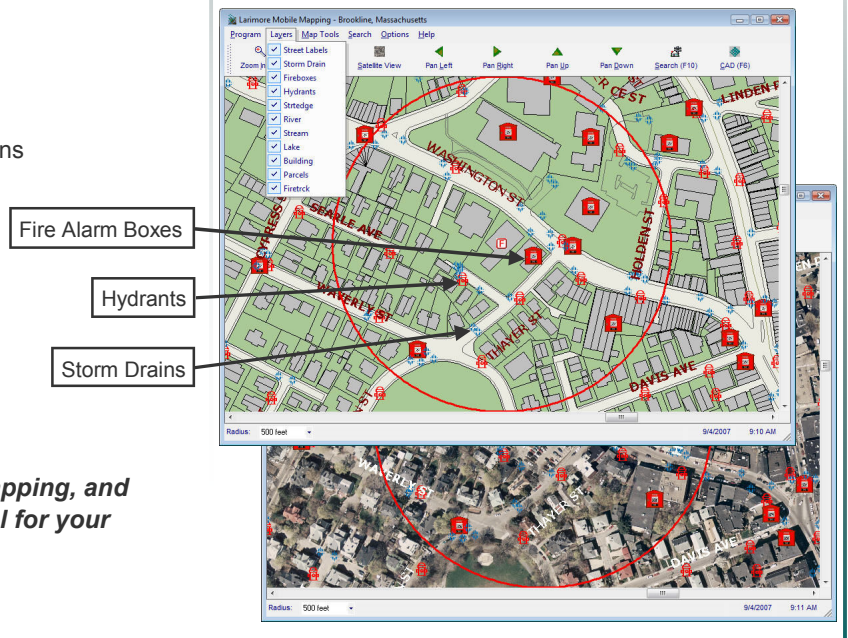 Larimore Mobile Mapping - Brookline, Massachusetts
Program Layers Map Tools Search Options Help
Satellite View Pan Left Pan Right Pan Up Pan Down Search (F10) CAD (F6)
Street Labels
Storm Drain
Fireboxes
Hydrants
Strtedge
River
Stream
Lake
Building
Parcels
Firetrck
ns
Fire Alarm Boxes
Hydrants
Storm Drains
pping, and
l for your
WASHINGTON ST
LINDEN
CYPRESS
SEARLE AVE
HOLDEN ST
WAVERLY ST
THAYER ST
DAVIS AVE
F
Radius: 500 feet
9/4/2007 9:10 AM
WAVERLY ST
THAYER ST
DAVIS AVE
Radius: 500 feet
9/4/2007 9:11 AM